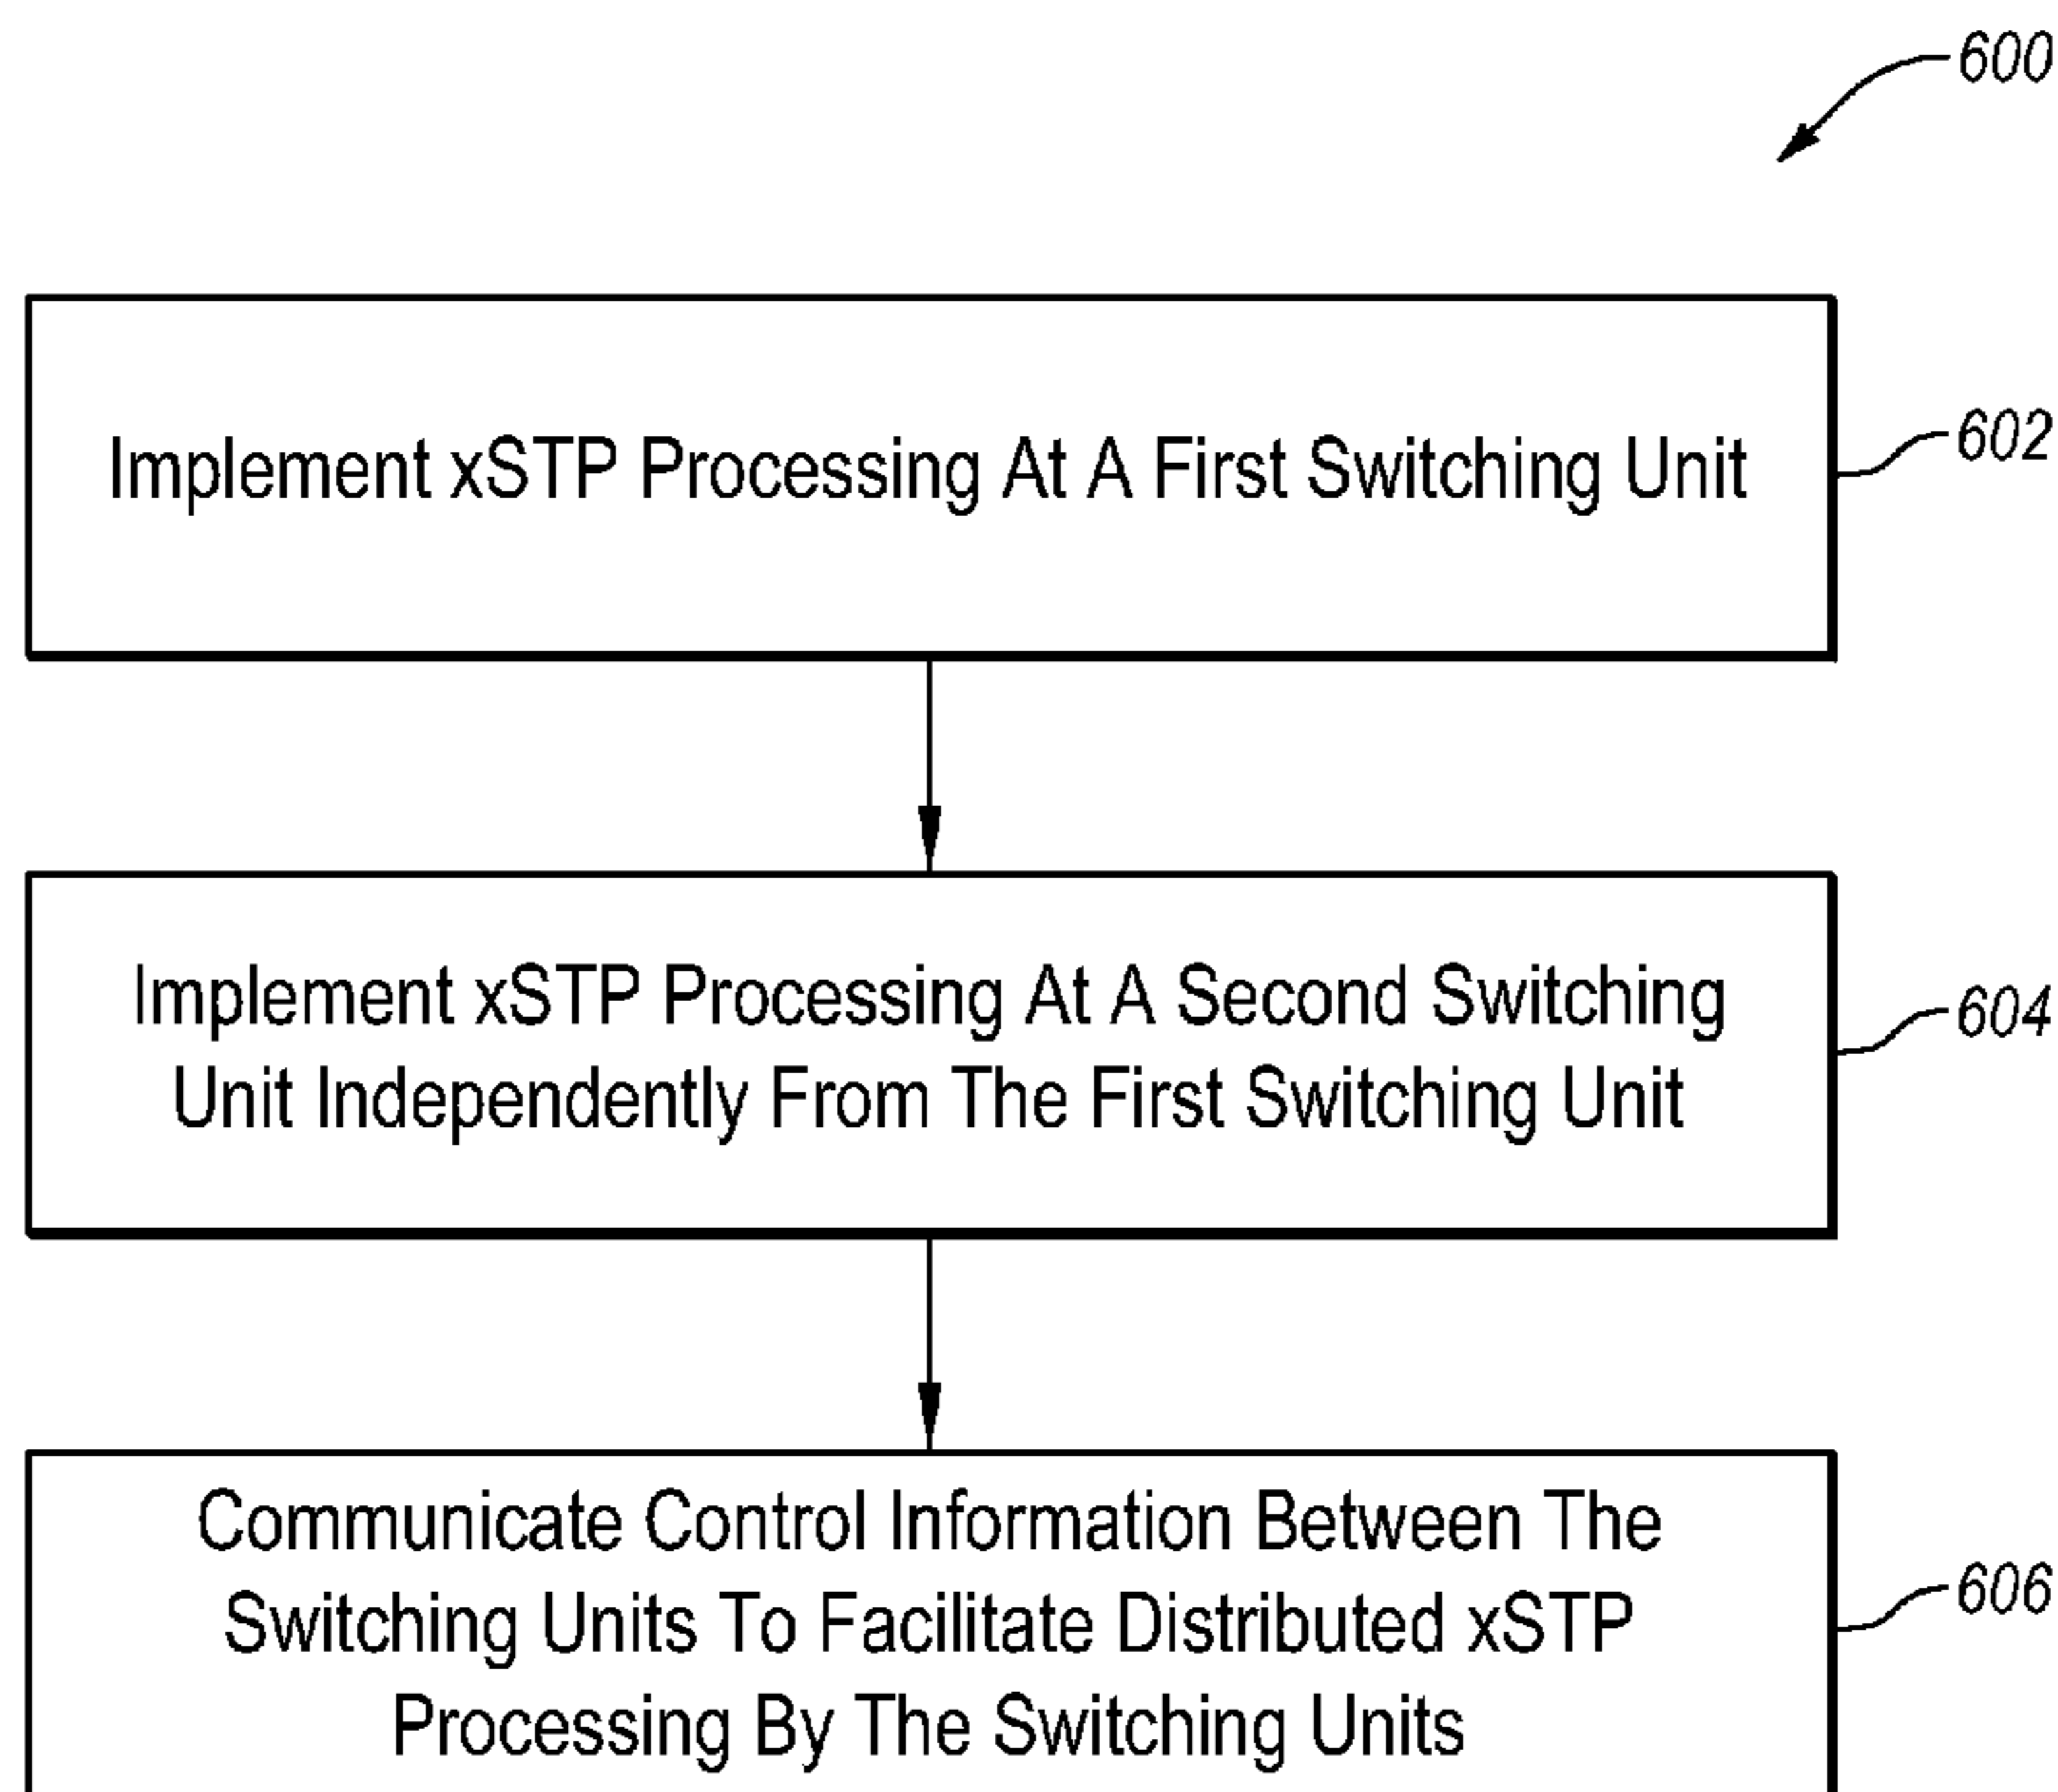 600
Implement xSTP Processing At A First Switching Unit
602
Implement xSTP Processing At A Second Switching
Unit Independently From The First Switching Unit
604
Communicate Control Information Between The
Switching Units To Facilitate Distributed xSTP
Processing By The Switching Units
606